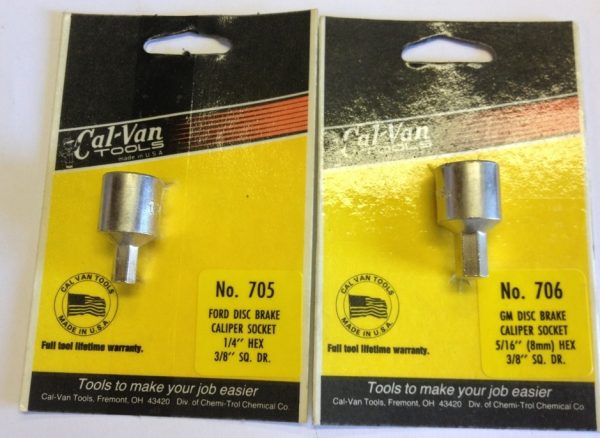 Cal-Van
TOOLS
made in U.S.A.
CAL VAN TOOLS
MADE IN U.S.A.
Full tool lifetime warranty.
No. 705
FORD DISC BRAKE
CALIPER SOCKET
1/4" HEX
3/8" SQ. DR.
Tools to make your job easier
Cal-Van Tools, Fremont, OH 43420 Div. of Chemi-Trol Chemical Co.
Cal-Van
TOOLS
made in U.S.A.
CAL VAN TOOLS
MADE IN U.S.A.
Full tool lifetime warranty.
No. 706
GM DISC BRAKE
CALIPER SOCKET
5/16" (8mm) HEX
3/8" SQ. DR.
Tools to make your job easier
Cal-Van Tools, Fremont, OH 43420 Div. of Chemi-Trol Chemical Co.